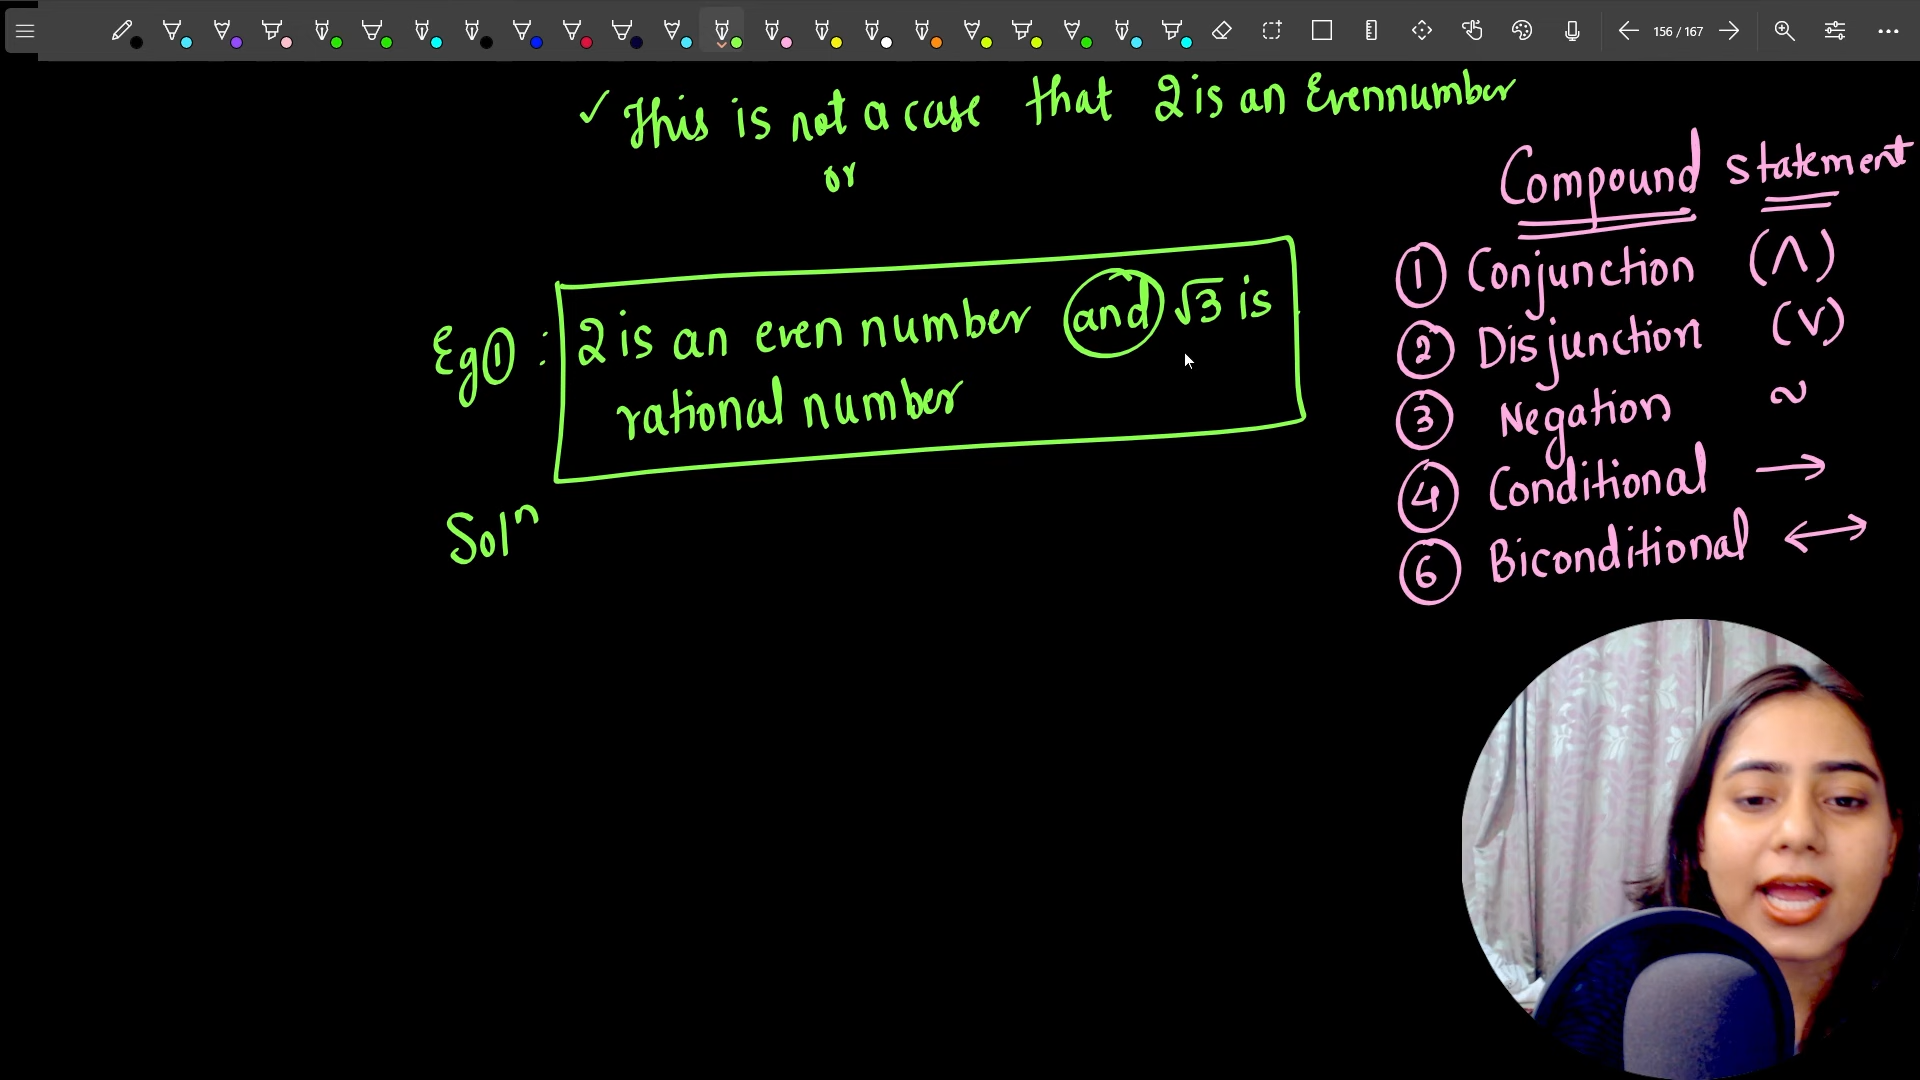 156 / 167
✓ This is not a case that 2 is an Evennumber
or
Eg① : 2 is an even number and √3 is
rational number
Solⁿ
Compound statement
① Conjunction (∧)
② Disjunction (∨)
③ Negation ~
④ Conditional →
⑥ Biconditional ↔